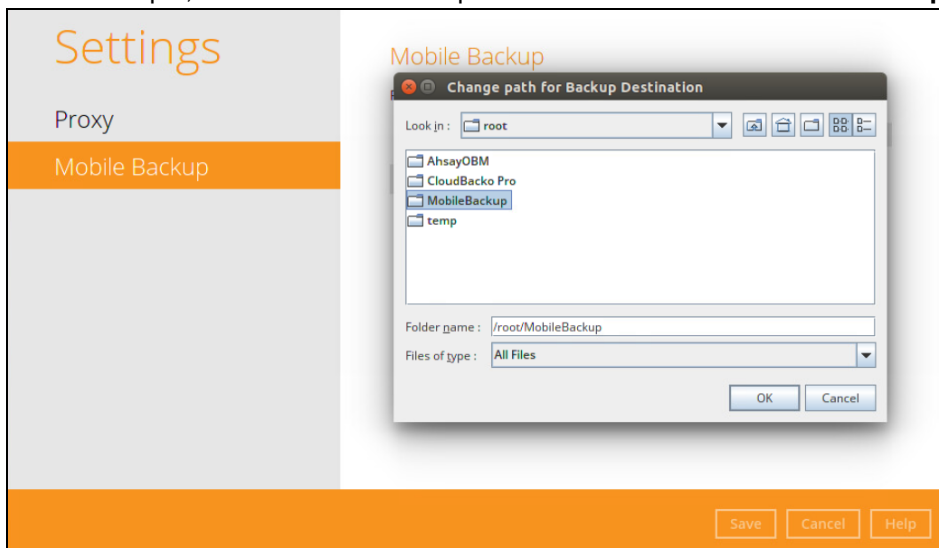 Settings
Proxy
Mobile Backup
Mobile Backup
Change path for Backup Destination
Look in : root
AhsayOBM
CloudBacko Pro
MobileBackup
temp
Folder name : /root/MobileBackup
Files of type : All Files
OK Cancel
Save Cancel Help